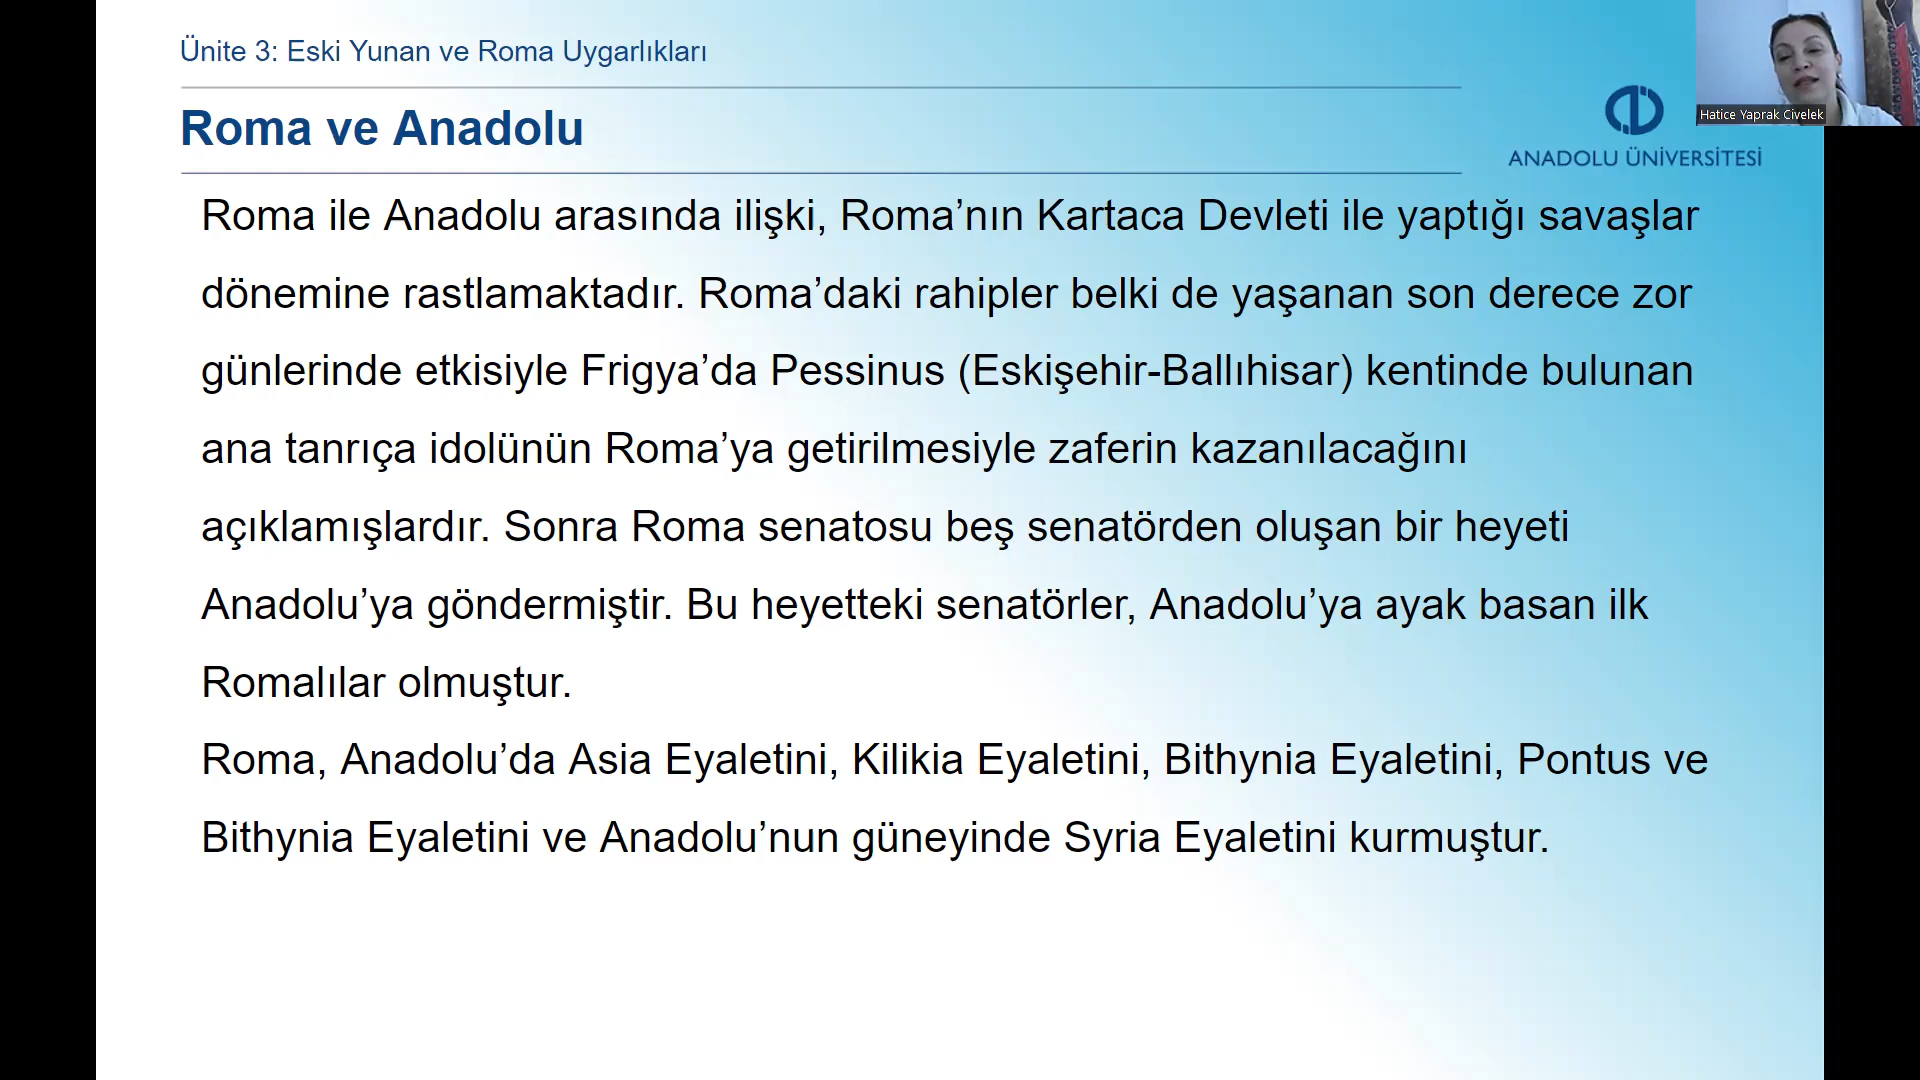 Ünite 3: Eski Yunan ve Roma Uygarlıkları
Roma ve Anadolu
ANADOLU ÜNİVERSİTESİ
Hatice Yaprak Civelek
Roma ile Anadolu arasında ilişki, Roma’nın Kartaca Devleti ile yaptığı savaşlar
dönemine rastlamaktadır. Roma’daki rahipler belki de yaşanan son derece zor
günlerinde etkisiyle Frigya’da Pessinus (Eskişehir-Ballıhisar) kentinde bulunan
ana tanrıça idolünün Roma’ya getirilmesiyle zaferin kazanılacağını
açıklamışlardır. Sonra Roma senatosu beş senatörden oluşan bir heyeti
Anadolu’ya göndermiştir. Bu heyetteki senatörler, Anadolu’ya ayak basan ilk
Romalılar olmuştur.
Roma, Anadolu’da Asia Eyaletini, Kilikia Eyaletini, Bithynia Eyaletini, Pontus ve
Bithynia Eyaletini ve Anadolu’nun güneyinde Syria Eyaletini kurmuştur.